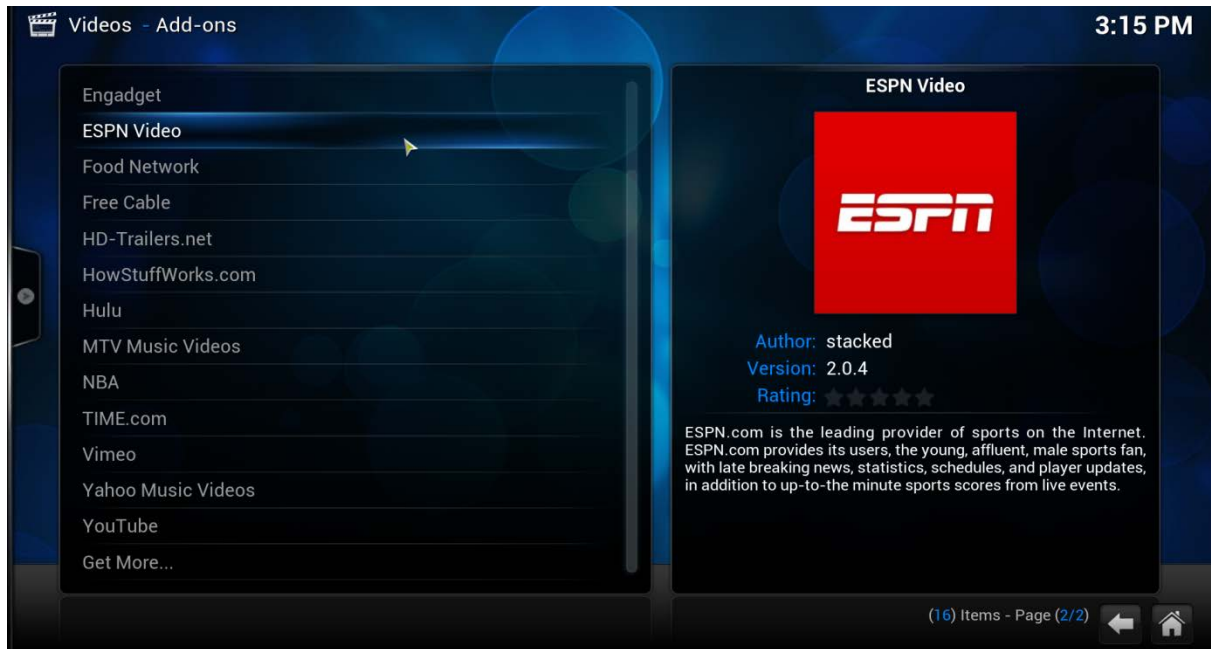 Videos - Add-ons
3:15 PM
Engadget
ESPN Video
Food Network
Free Cable
HD-Trailers.net
HowStuffWorks.com
Hulu
MTV Music Videos
NBA
TIME.com
Vimeo
Yahoo Music Videos
YouTube
Get More...
ESPN Video
ESPN
Author: stacked
Version: 2.0.4
Rating:
ESPN.com is the leading provider of sports on the Internet.
ESPN.com provides its users, the young, affluent, male sports fan,
with late breaking news, statistics, schedules, and player updates,
in addition to up-to-the minute sports scores from live events.
(16) Items - Page (2/2)